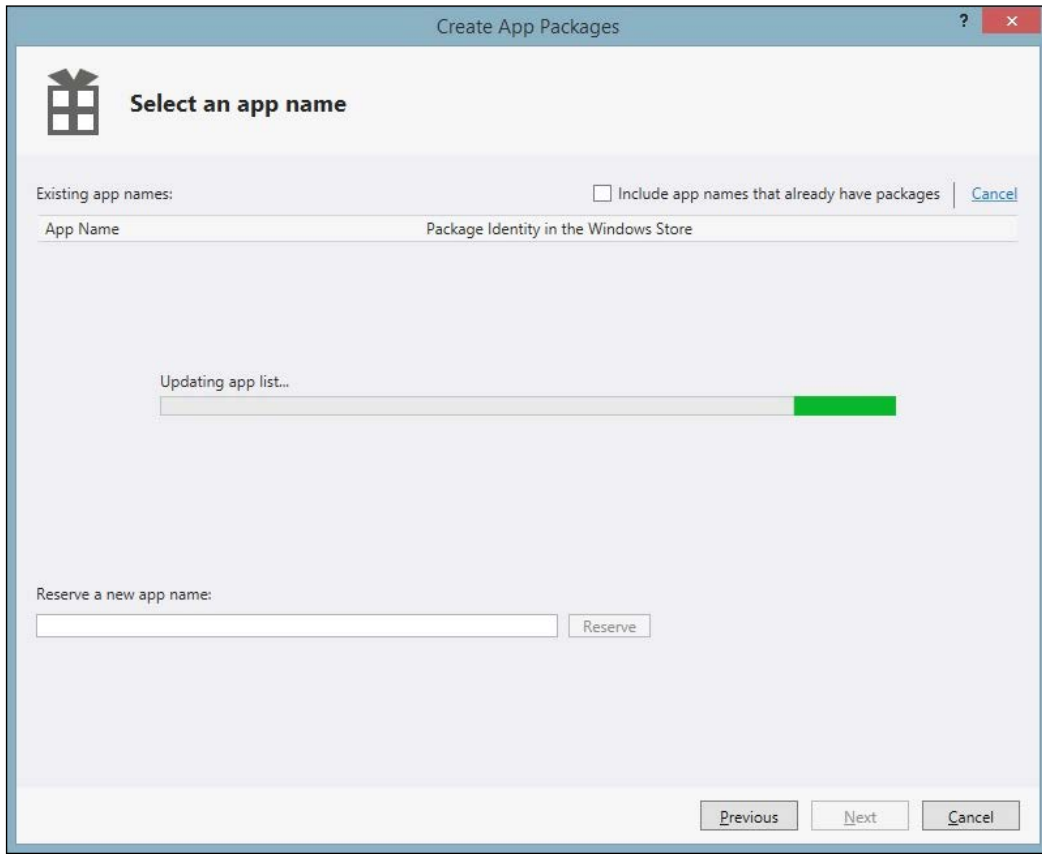 Create App Packages
?
Select an app name
Existing app names:
Include app names that already have packages
Cancel
App Name
Package Identity in the Windows Store
Updating app list...
Reserve a new app name:
Reserve
Previous
Next
Cancel